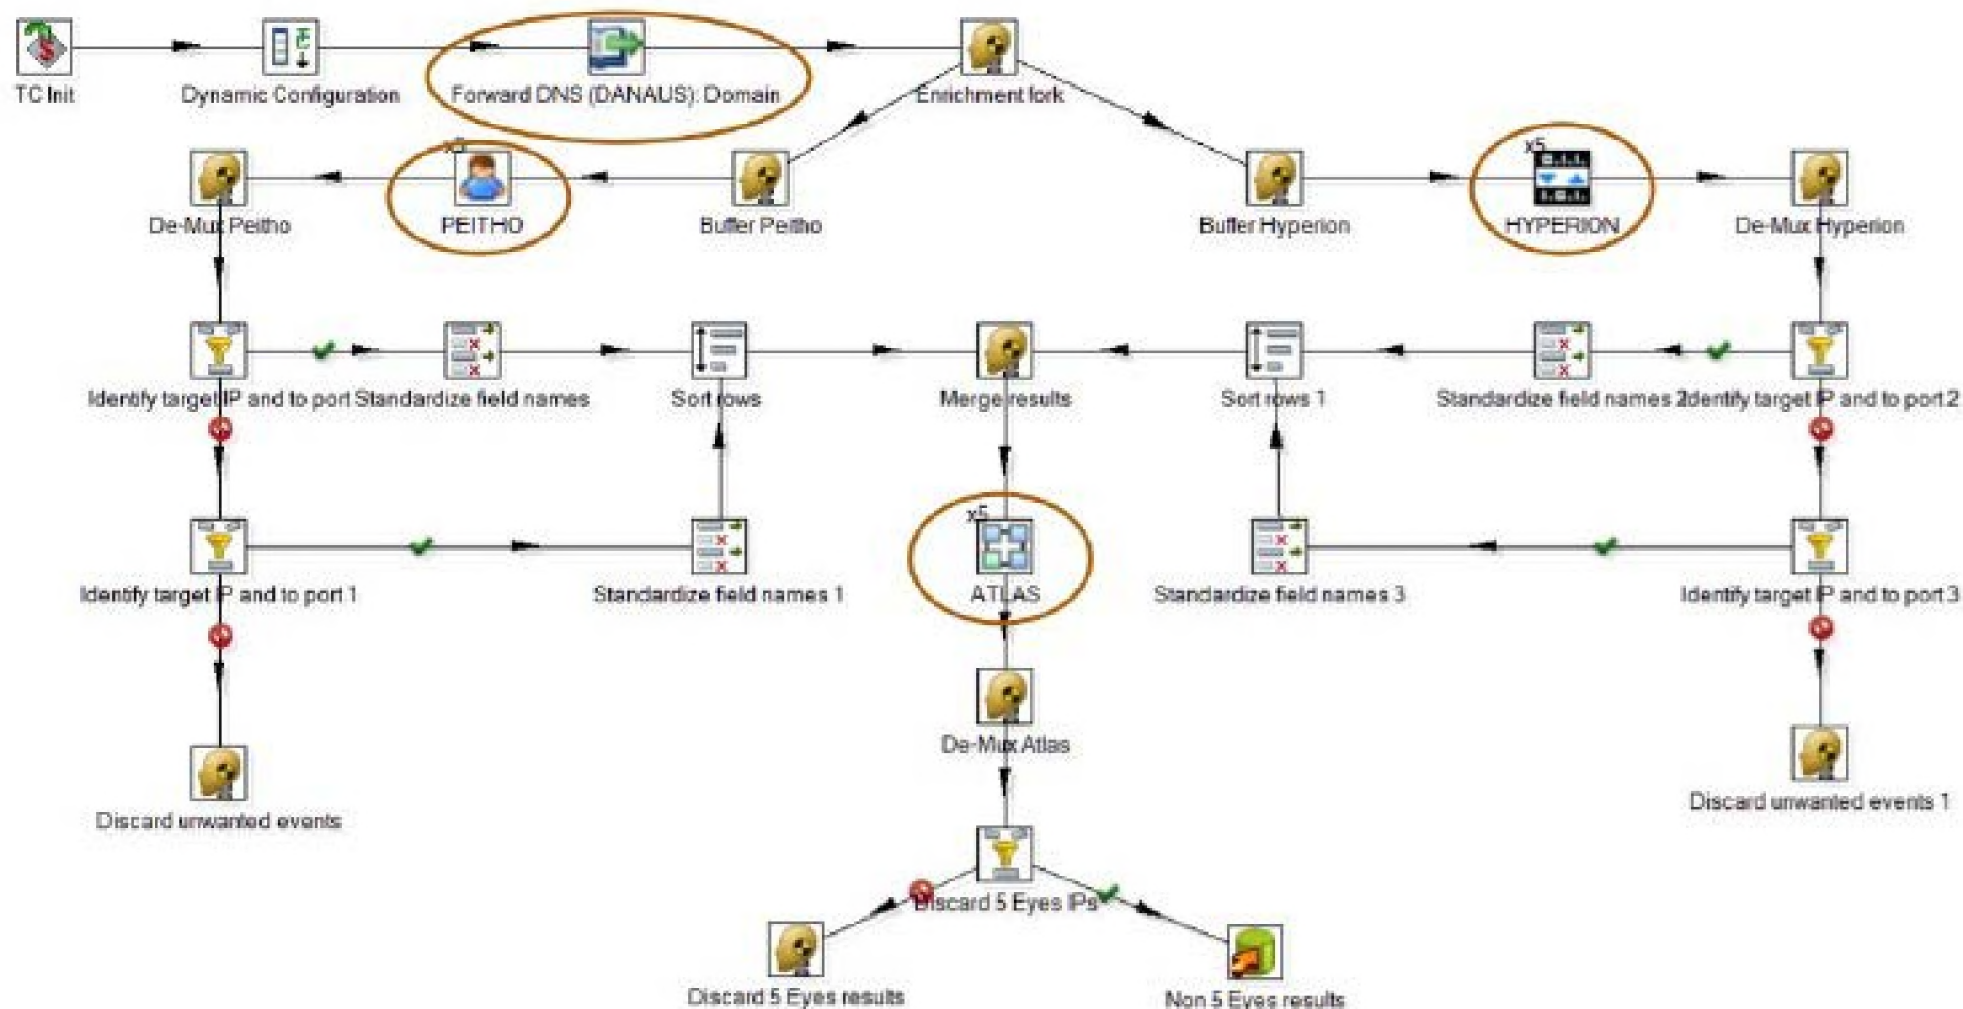 TC Init
Dynamic Configuration
Forward DNS (DANAUS): Domain
Enrichment fork
De-Mux Peitho
x5
PEITHO
Buffer Peitho
Buffer Hyperion
x5
HYPERION
De-Mux Hyperion
Identify target IP and to port
Standardize field names
Sort rows
Merge results
Sort rows 1
Standardize field names 2
Identify target IP and to port 2
Identify target IP and to port 1
Standardize field names 1
x5
ATLAS
Standardize field names 3
Identify target IP and to port 3
De-Mux Atlas
Discard unwanted events
Discard unwanted events 1
Discard 5 Eyes IPs
Discard 5 Eyes results
Non 5 Eyes results